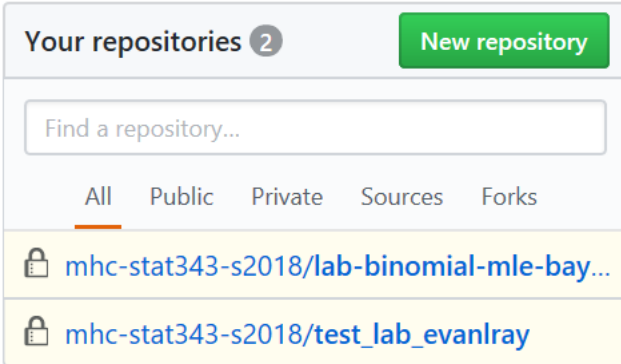 Your repositories 2 New repository
Find a repository...
All Public Private Sources Forks
mhc-stat343-s2018/lab-binomial-mle-bay...
mhc-stat343-s2018/test_lab_evanlray